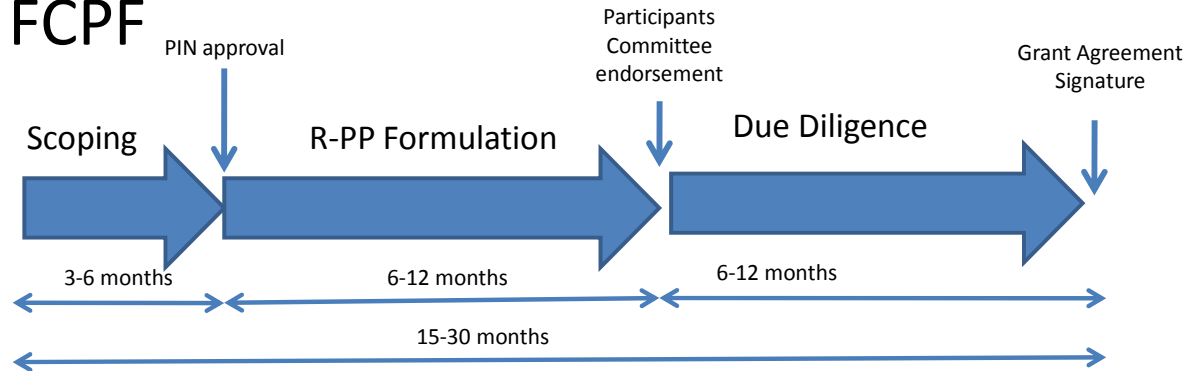 FCPF
PIN approval
Participants
Committee
endorsement
Grant Agreement
Signature
Scoping
R-PP Formulation
Due Diligence
3-6 months
6-12 months
6-12 months
15-30 months